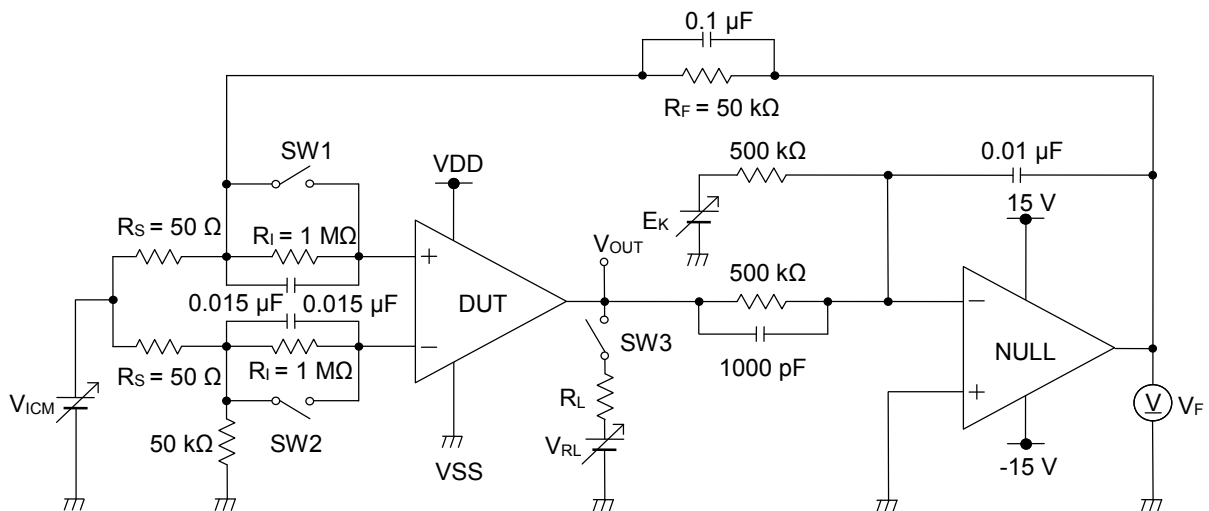 0.1 µF
RF = 50 kΩ
SW1
VDD
500 kΩ
0.01 µF
15 V
EK
RS = 50 Ω
RI = 1 MΩ
VOUT
0.015 µF
0.015 µF
DUT
500 kΩ
SW3
NULL
1000 pF
RS = 50 Ω
RI = 1 MΩ
VICM
RL
V
VF
50 kΩ
SW2
VRL
VSS
-15 V
+
−
−
+